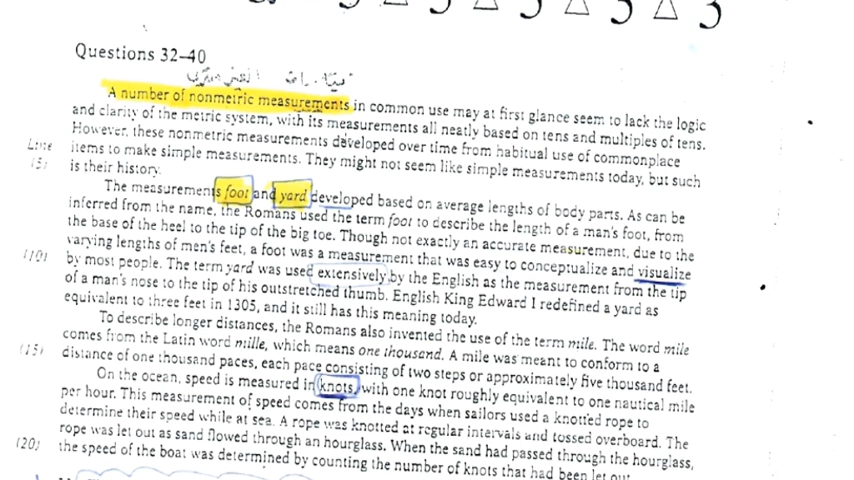 Questions 32–40
A number of nonmetric measurements in common use may at first glance seem to lack the logic
and clarity of the metric system, with its measurements all neatly based on tens and multiples of tens.
However, these nonmetric measurements developed over time from habitual use of commonplace
Line items to make simple measurements. They might not seem like simple measurements today, but such
(5) is their history.
The measurements foot and yard developed based on average lengths of body parts. As can be
inferred from the name, the Romans used the term foot to describe the length of a man's foot, from
the base of the heel to the tip of the big toe. Though not exactly an accurate measurement, due to the
varying lengths of men's feet, a foot was a measurement that was easy to conceptualize and visualize
(10) by most people. The term yard was used extensively by the English as the measurement from the tip
of a man's nose to the tip of his outstretched thumb. English King Edward I redefined a yard as
equivalent to three feet in 1305, and it still has this meaning today.
To describe longer distances, the Romans also invented the use of the term mile. The word mile
comes from the Latin word mille, which means one thousand. A mile was meant to conform to a
(15) distance of one thousand paces, each pace consisting of two steps or approximately five thousand feet.
On the ocean, speed is measured in knots, with one knot roughly equivalent to one nautical mile
per hour. This measurement of speed comes from the days when sailors used a knotted rope to
determine their speed while at sea. A rope was knotted at regular intervals and tossed overboard. The
rope was let out as sand flowed through an hourglass. When the sand had passed through the hourglass,
(20) the speed of the boat was determined by counting the number of knots that had been let out